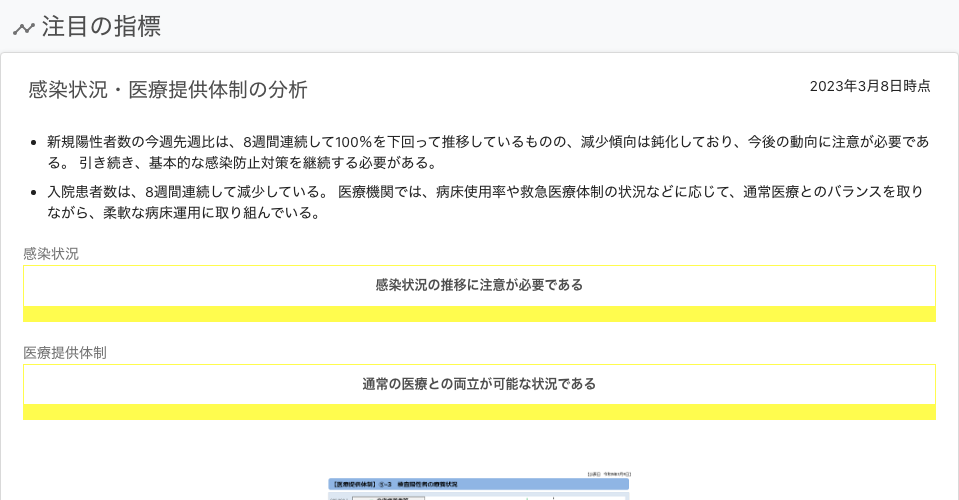 注目の指標
感染状況・医療提供体制の分析
2023年3月8日時点
新規陽性者数の今週先週比は、8週間連続して100%を下回って推移しているものの、減少傾向は鈍化しており、今後の動向に注意が必要であ
る。 引き続き、基本的な感染防止対策を継続する必要がある。
入院患者数は、8週間連続して減少している。 医療機関では、病床使用率や救急医療体制の状況などに応じて、通常医療とのバランスを取り
ながら、柔軟な病床運用に取り組んでいる。
感染状況
感染状況の推移に注意が必要である
医療提供体制
通常の医療との両立が可能な状況である
【医療提供体制】⑥-3 検査陽性者の療養状況